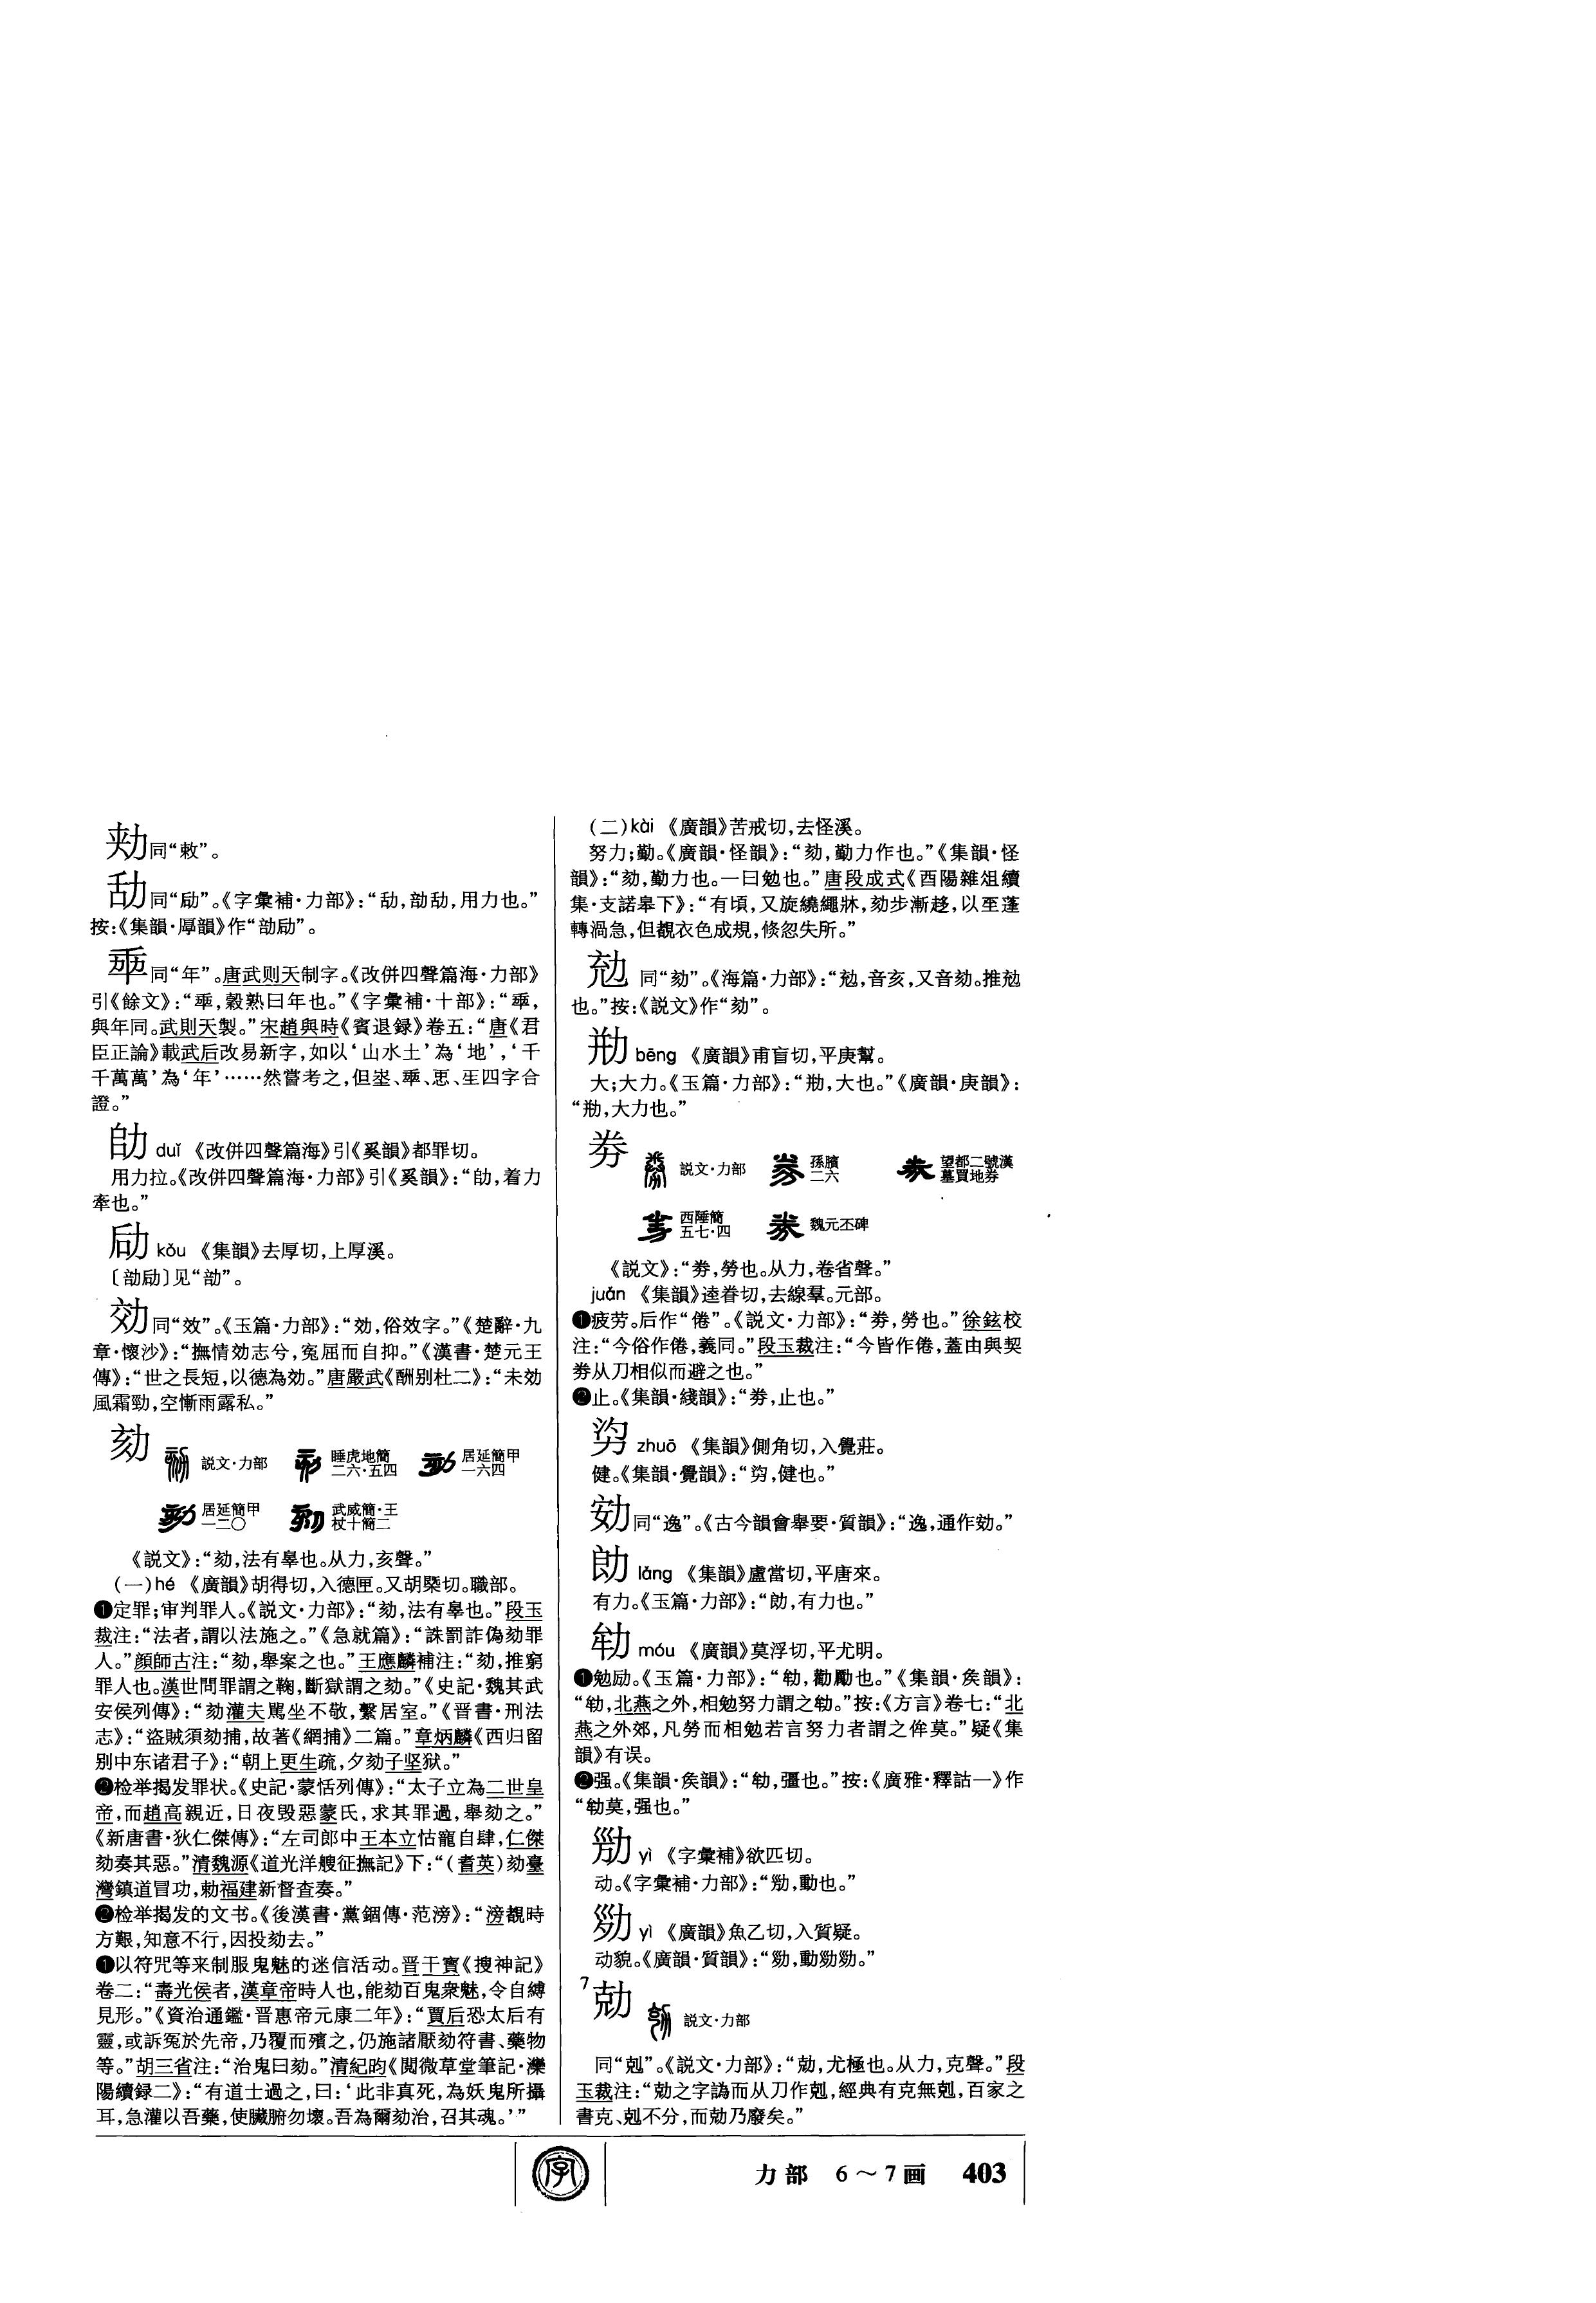 勑同“敕”。
劮同“励”。《字彙補·力部》：“劼，劺劼，用力也。”
按：《集韻·厚韻》作“劺劶”。
𠡦同“年”。唐武则天制字。《改併四聲篇海·力部》
引《餘文》：“𠡦，穀熟曰年也。”《字彙補·十部》：“𠡦，
與年同。武則天製。”宋趙與時《賓退録》卷五：“唐《君
臣正論》載武后改易新字，如以‘山水土’為‘地’，‘千
千萬萬’為‘年’……然嘗考之，但埊、𠡦、𢘑、𤯔四字合
證。”
duǐ 《改併四聲篇海》引《奚韻》都罪切。
用力拉。《改併四聲篇海·力部》引《奚韻》：“，着力
牽也。”
劶 kǒu 《集韻》去厚切，上厚溪。
〔劶〕见“”。
効同“效”。《玉篇·力部》：“効，俗效字。”《楚辭·九
章·懷沙》：“撫情効志兮，冤屈而自抑。”《漢書·楚元王
傳》：“世之長短，以德為効。”唐嚴武《酬别杜二》：“未効
風霜勁，空慚雨露私。”
劾 説文·力部 睡虎地簡二六·五四 居延簡甲一六四
居延簡甲一二〇 武威簡·王杖十簡二
《説文》：“劾，法有辠也。从力，亥聲。”
(一)hé 《廣韻》胡得切，入德匣。又胡槩切。職部。
❶定罪；审判罪人。《説文·力部》：“劾，法有辠也。”段玉
裁注：“法者，謂以法施之。”《急就篇》：“誅罰詐偽劾罪
人。”顔師古注：“劾，舉案之也。”王應麟補注：“劾，推窮
罪人也。漢世問罪謂之鞫，斷獄謂之劾。”《史記·魏其武
安侯列傳》：“劾灌夫駡坐不敬，繫居室。”《晋書·刑法
志》：“盗賊須劾捕，故著《網捕》二篇。”章炳麟《西归留
别中东诸君子》：“朝上更生疏，夕劾子坚狱。”
❷检举揭发罪状。《史記·蒙恬列傳》：“太子立為二世皇
帝，而趙高親近，日夜毁惡蒙氏，求其罪過，舉劾之。”
《新唐書·狄仁傑傳》：“左司郎中王本立怙寵自肆，仁傑
劾奏其惡。”清魏源《道光洋艘征撫記》下：“（耆英）劾臺
灣鎮道冒功，勅福建新督查奏。”
❷检举揭发的文书。《後漢書·黨錮傳·范滂》：“滂覩時
方艱，知意不行，因投劾去。”
❶以符咒等来制服鬼魅的迷信活动。晋干寳《搜神記》
卷二：“壽光侯者，漢章帝時人也，能劾百鬼衆魅，令自縛
見形。”《資治通鑑·晋惠帝元康二年》：“賈后恐太后有
靈，或訴冤於先帝，乃覆而殯之，仍施諸厭劾符書、藥物
等。”胡三省注：“治鬼曰劾。”清紀昀《閲微草堂筆記·灤
陽續録二》：“有道士過之，曰：‘此非真死，為妖鬼所攝
耳，急灌以吾藥，使臟腑勿壞。吾為爾劾治，召其魂。’”
(二)kài 《廣韻》苦戒切，去怪溪。
努力；勤。《廣韻·怪韻》：“劾，勤力作也。”《集韻·怪
韻》：“劾，勤力也。一曰勉也。”唐段成式《酉陽雜俎續
集·支諾皋下》：“有頃，又旋繞繩牀，劾步漸趍，以至蓬
轉渦急，但覩衣色成規，倏忽失所。”
同“劾”。《海篇·力部》：“，音亥，又音劾。推
也。”按：《説文》作“劾”。
bēng 《廣韻》甫盲切，平庚幫。
大；大力。《玉篇·力部》：“，大也。”《廣韻·庚韻》：
“，大力也。”
劵 説文·力部 孫臏二六 望都二號漢墓買地券
西陲簡五七·四 魏元丕碑
《説文》：“劵，勞也。从力，卷省聲。”
juǎn 《集韻》逵眷切，去線羣。元部。
❶疲劳。后作“倦”。《説文·力部》：“劵，勞也。”徐鉉校
注：“今俗作倦，義同。”段玉裁注：“今皆作倦，蓋由與契
券从刀相似而避之也。”
❷止。《集韻·綫韻》：“劵，止也。”
zhuō 《集韻》側角切，入覺莊。
健。《集韻·覺韻》：“，健也。”
同“逸”。《古今韻會舉要·質韻》：“逸，通作。”
lǎng 《集韻》盧當切，平唐來。
有力。《玉篇·力部》：“，有力也。”
劺 móu 《廣韻》莫浮切，平尤明。
❶勉励。《玉篇·力部》：“劺，勸勵也。”《集韻·矦韻》：
“劺，北燕之外，相勉努力謂之劺。”按：《方言》卷七：“北
燕之外郊，凡勞而相勉若言努力者謂之侔莫。”疑《集
韻》有误。
❷强。《集韻·矦韻》：“劺，彊也。”按：《廣雅·釋詁一》作
“劺莫，强也。”
yì 《字彙補》欲匹切。
动。《字彙補·力部》：“，動也。”
yì 《廣韻》魚乙切，入質疑。
动貌。《廣韻·質韻》：“，動。”
7
勀 説文·力部
同“剋”。《説文·力部》：“勀，尤極也。从力，克聲。”段
玉裁注：“勀之字譌而从刀作剋，經典有克無剋，百家之
書克、剋不分，而勀乃廢矣。”
字
力部 6～7画 403